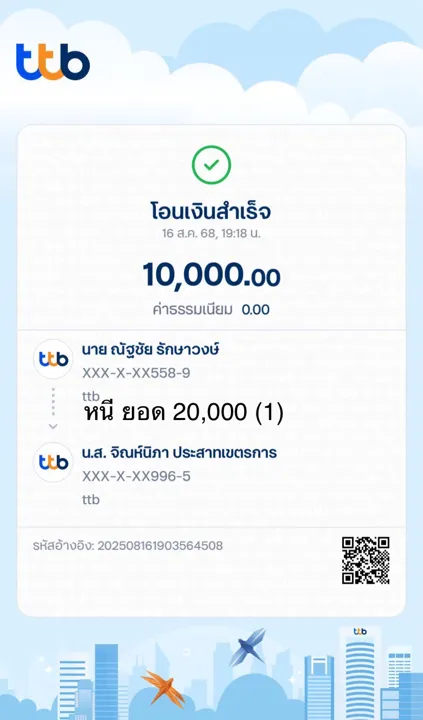 ttb
โอนเงินสำเร็จ
16 ส.ค. 68, 19:18 น.
10,000.00
ค่าธรรมเนียม 0.00
ttb
นาย ณัฐชัย รักษาวงษ์
XXX-X-XX558-9
ttb
หนี ยอด 20,000 (1)
ttb
น.ส. จิณห์นิภา ประสาทเขตรการ
XXX-X-XX996-5
ttb
รหัสอ้างอิง: 202508161903564508
ttb